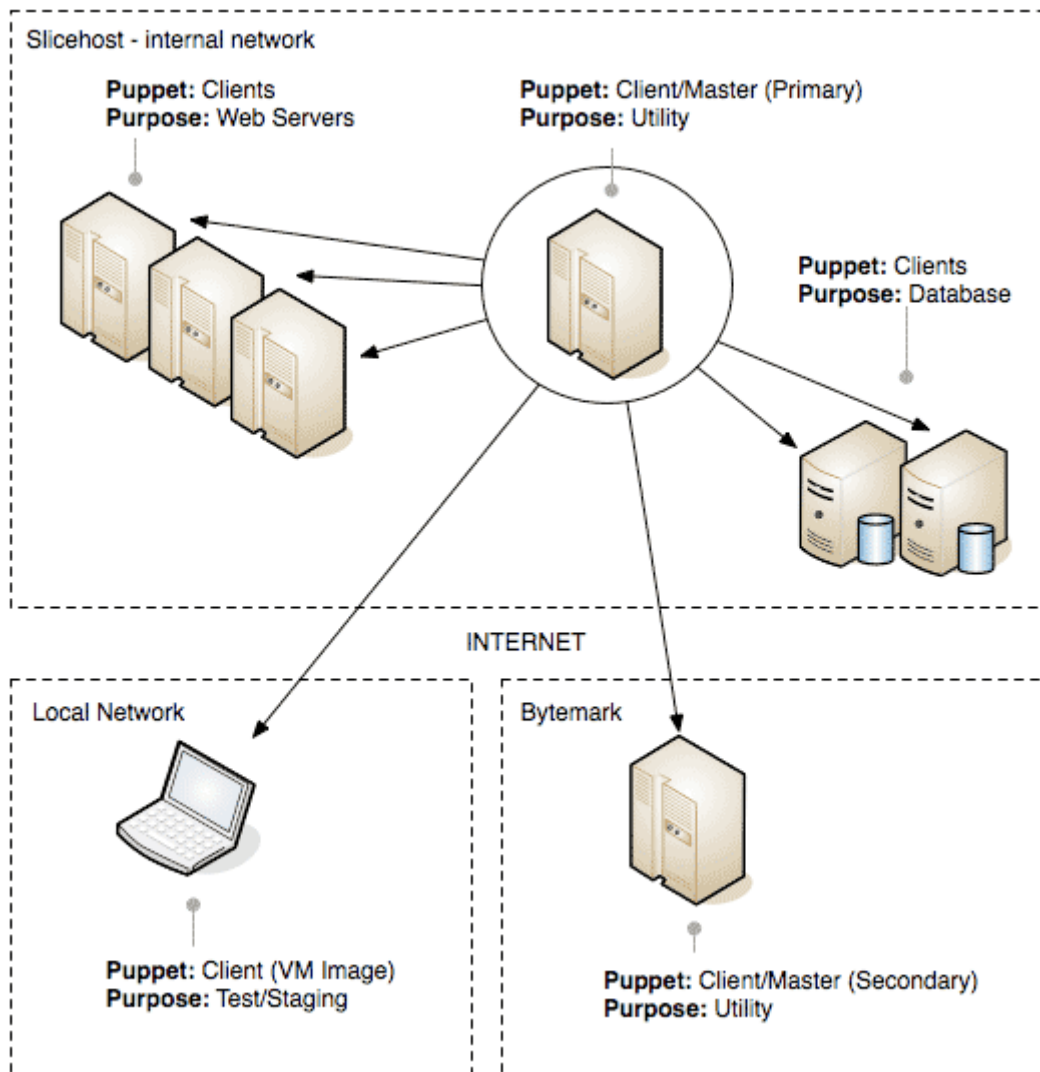 Slicehost - internal network
Puppet: Clients
Purpose: Web Servers
Puppet: Client/Master (Primary)
Purpose: Utility
Puppet: Clients
Purpose: Database
INTERNET
Local Network
Bytemark
Puppet: Client (VM Image)
Purpose: Test/Staging
Puppet: Client/Master (Secondary)
Purpose: Utility